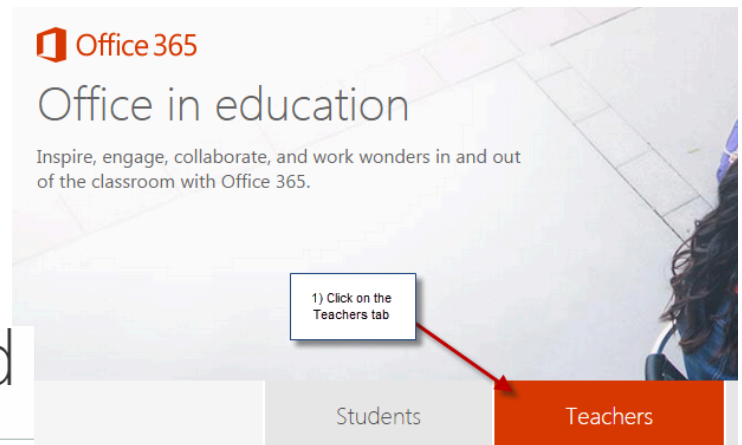 Office 365
Office in education
Inspire, engage, collaborate, and work wonders in and out
of the classroom with Office 365.
1) Click on the
Teachers tab
d
Students
Teachers